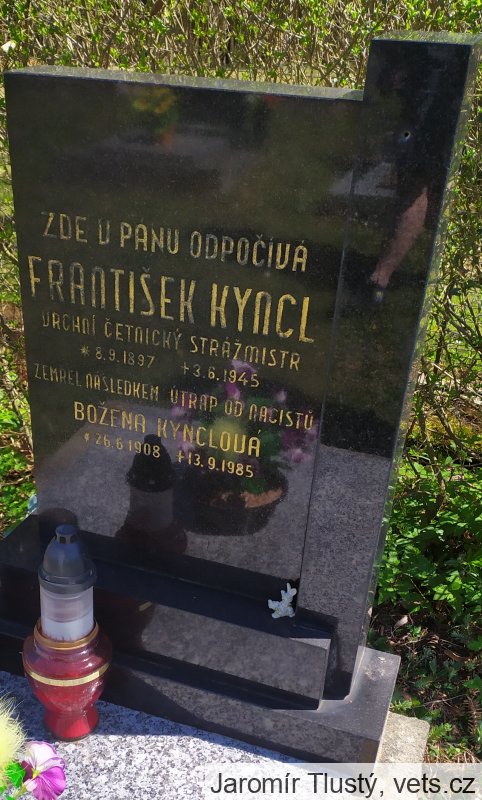 ZDE V PÁNU ODPOČÍVÁ
FRANTIŠEK KYNCL
VRCHNÍ ČETNICKÝ STRÁŽMISTR
*8.9.1897 +3.6.1945
ZEMŘEL NÁSLEDKEM ÚTRAP OD NACISTŮ
BOŽENA KYNCLOVÁ
*26.6.1908 +13.9.1985
Jaromír Tlustý, vets.cz